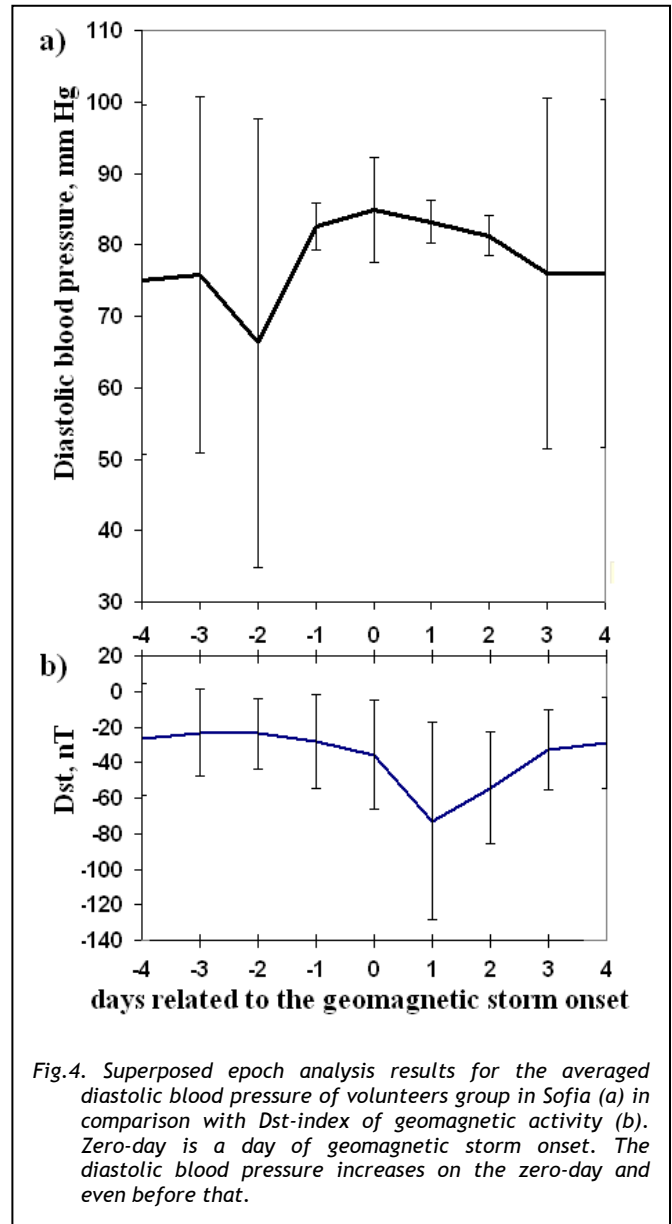 a)
110
100
90
80
70
60
50
40
30
Diastolic blood pressure, mm Hg
-4 -3 -2 -1 0 1 2 3 4
b)
20
0
-20
-40
-60
-80
-100
-120
-140
Dst, nT
-4 -3 -2 -1 0 1 2 3 4
days related to the geomagnetic storm onset
Fig.4. Superposed epoch analysis results for the averaged
diastolic blood pressure of volunteers group in Sofia (a) in
comparison with Dst-index of geomagnetic activity (b).
Zero-day is a day of geomagnetic storm onset. The
diastolic blood pressure increases on the zero-day and
even before that.